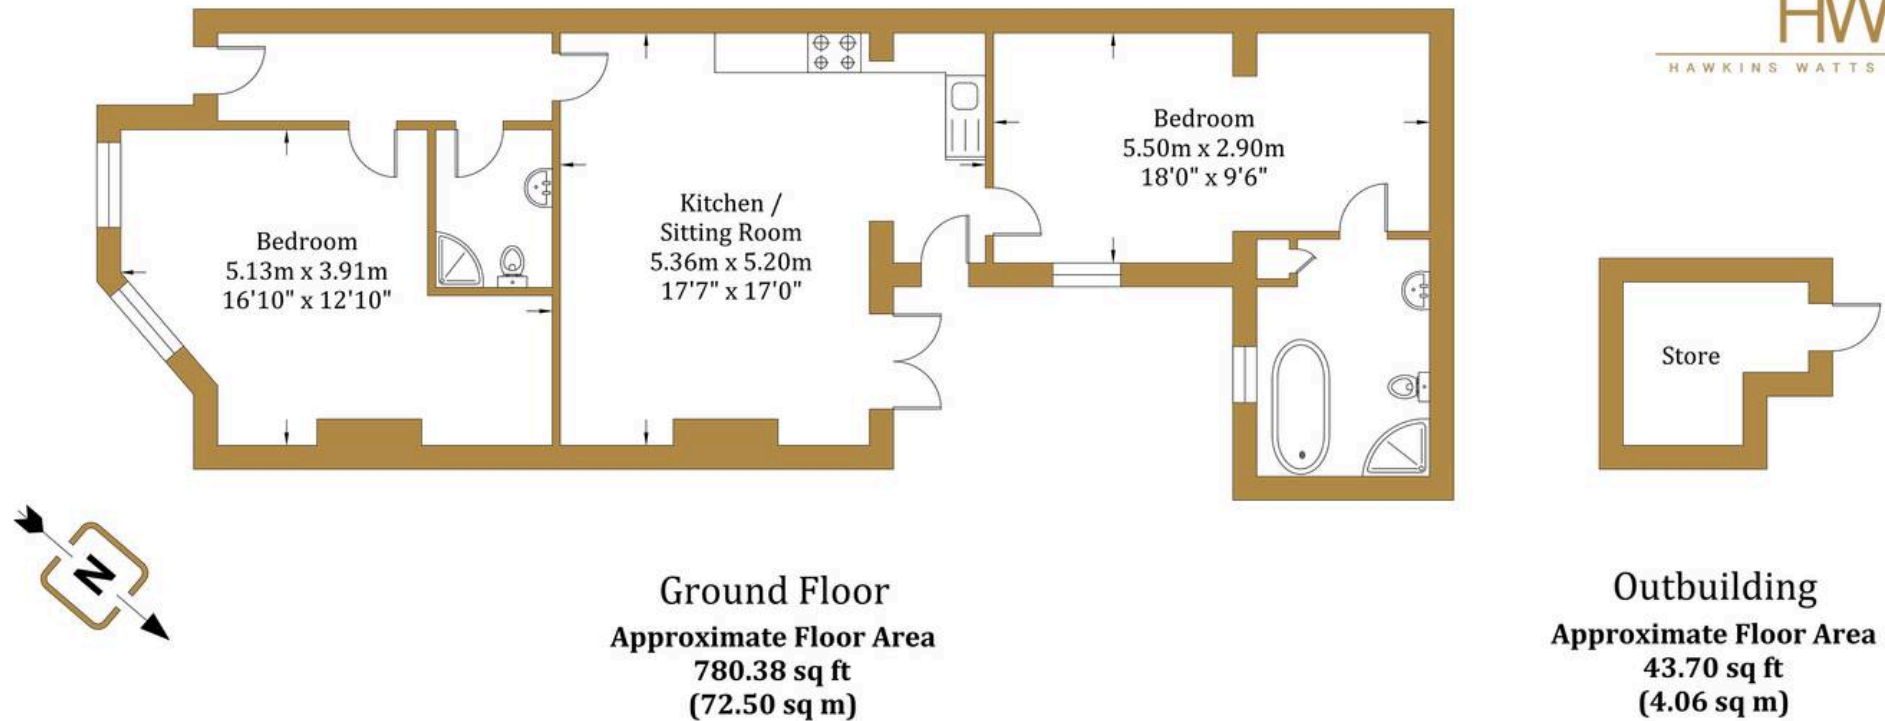 HW
HAWKINS WATTS
Bedroom
5.50m x 2.90m
18'0" x 9'6"
Kitchen /
Sitting Room
5.36m x 5.20m
17'7" x 17'0"
Bedroom
5.13m x 3.91m
16'10" x 12'10"
Store
N
Ground Floor
Approximate Floor Area
780.38 sq ft
(72.50 sq m)
Outbuilding
Approximate Floor Area
43.70 sq ft
(4.06 sq m)